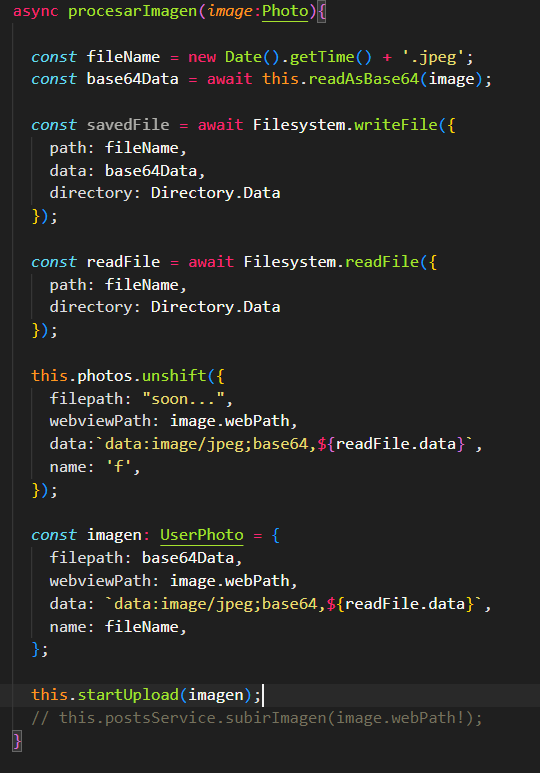 async procesarImagen(image:Photo){
const fileName = new Date().getTime() + '.jpeg';
const base64Data = await this.readAsBase64(image);
const savedFile = await Filesystem.writeFile({
path: fileName,
data: base64Data,
directory: Directory.Data
});
const readFile = await Filesystem.readFile({
path: fileName,
directory: Directory.Data
});
this.photos.unshift({
filepath: "soon...",
webviewPath: image.webPath,
data:`data:image/jpeg;base64,${readFile.data}`,
name: 'f',
});
const imagen: UserPhoto = {
filepath: base64Data,
webviewPath: image.webPath,
data: `data:image/jpeg;base64,${readFile.data}`,
name: fileName,
};
this.startUpload(imagen);
// this.postsService.subirImagen(image.webPath!);
}